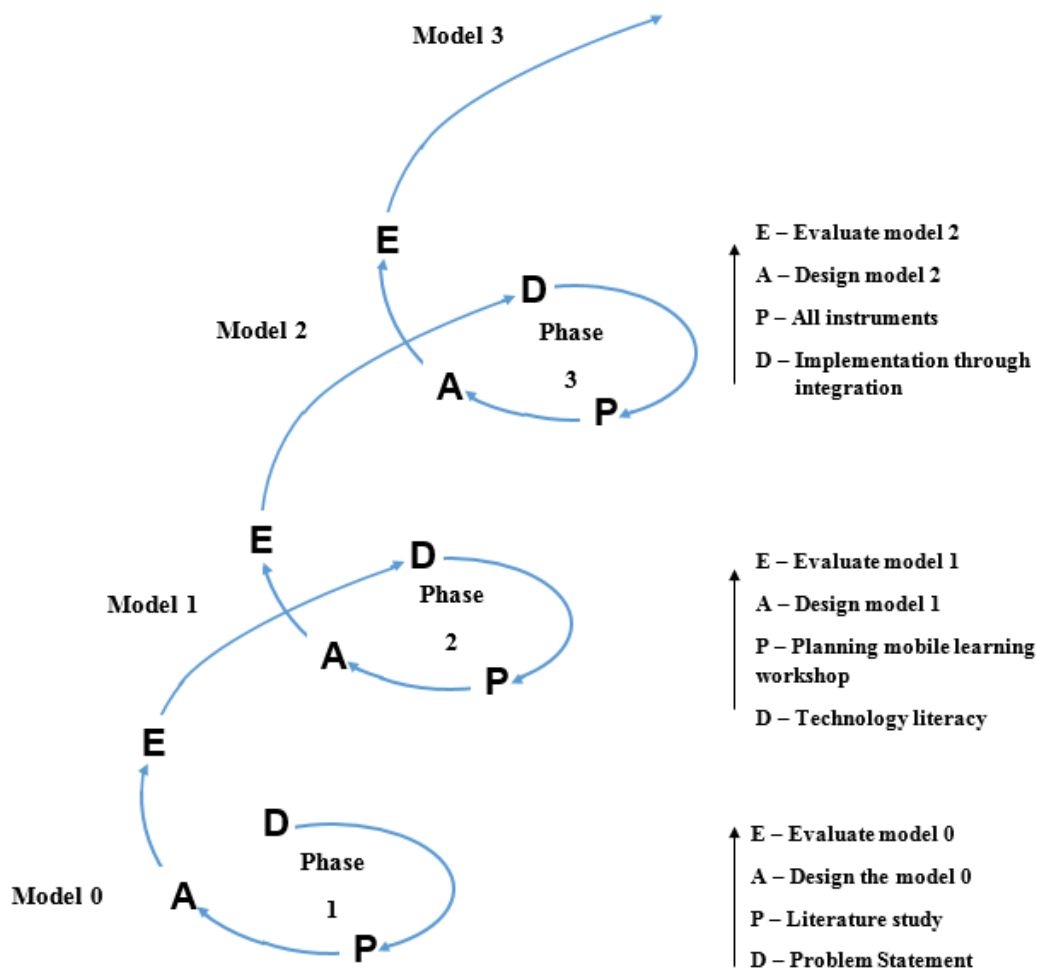 Model 3
E
E – Evaluate model 2
A – Design model 2
P – All instruments
D – Implementation through
integration
D
Phase
3
Model 2
A
P
E
D
Phase
2
Model 1
A
P
E – Evaluate model 1
A – Design model 1
P – Planning mobile learning
workshop
D – Technology literacy
E
D
Phase
1
Model 0
A
P
E – Evaluate model 0
A – Design the model 0
P – Literature study
D – Problem Statement